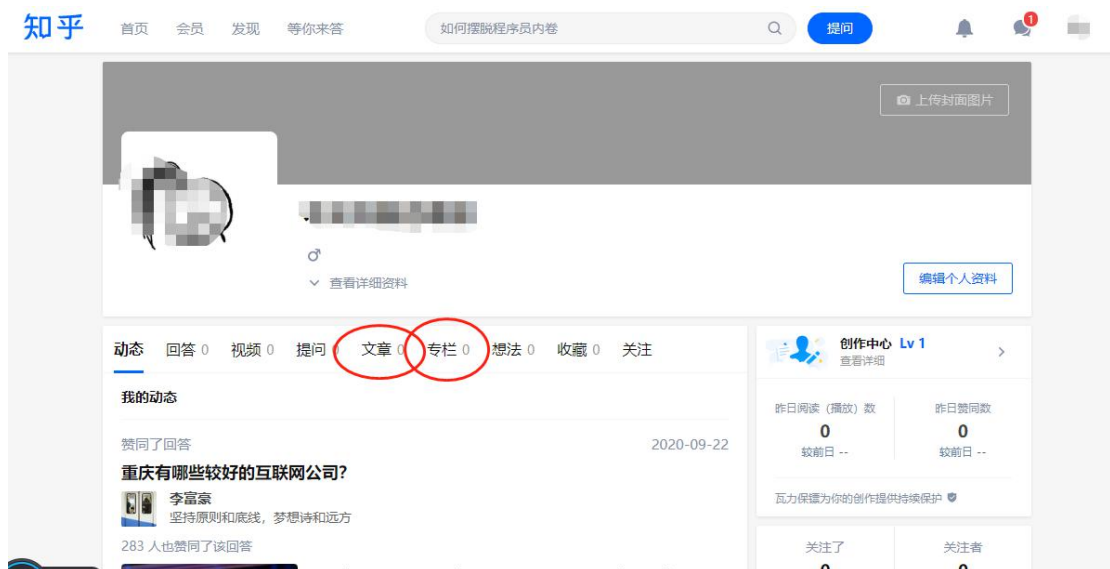 知乎 首页 会员 发现 等你来答 如何摆脱程序员内卷 提问 1
上传封面图片
查看详细资料
编辑个人资料
动态 回答 0 视频 0 提问 0 文章 0 专栏 0 想法 0 收藏 0 关注
我的动态
赞同了回答 2020-09-22
重庆有哪些较好的互联网公司？
李富豪
坚持原则和底线，梦想诗和远方
283 人也赞同了该回答
创作中心 Lv 1
查看详细
昨日阅读（播放）数 昨日赞同数
0 0
较前日 -- 较前日 --
瓦力保镖为你的创作提供持续保护
关注了 关注者
0 0